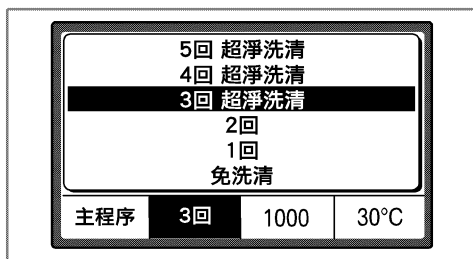 5回 超淨洗清
4回 超淨洗清
3回 超淨洗清
2回
1回
免洗清
主程序 3回 1000 30°C